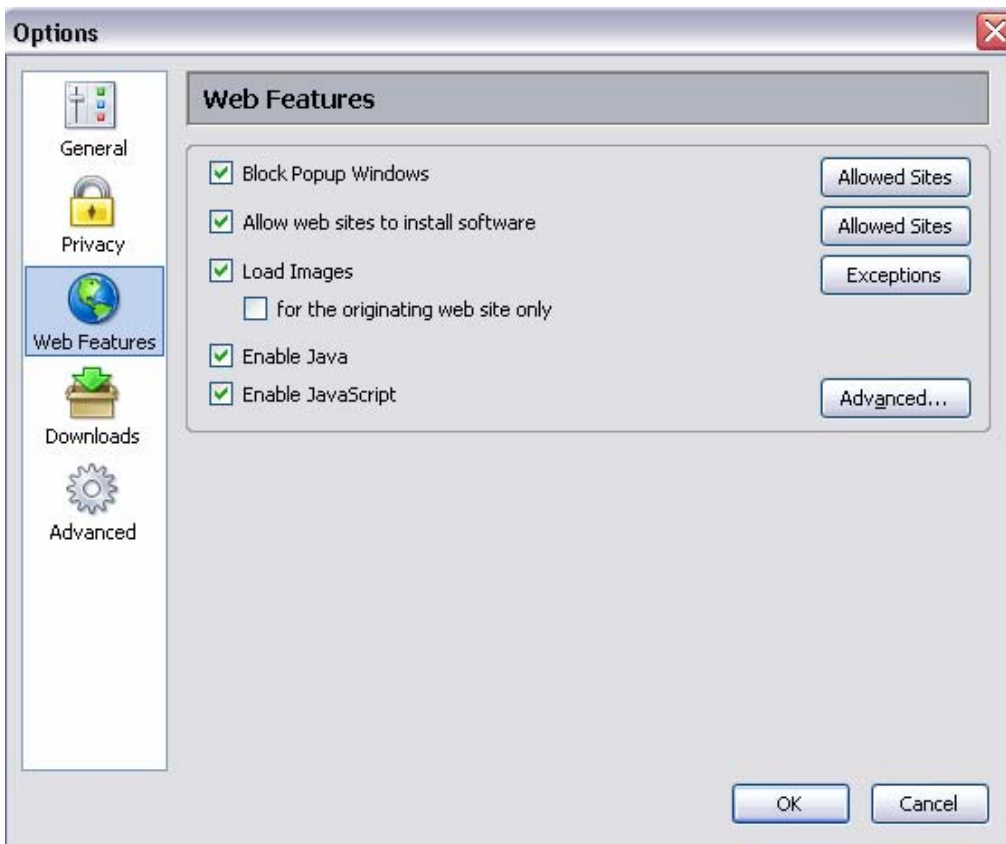 Options
General
Privacy
Web Features
Downloads
Advanced
Web Features
Block Popup Windows
Allowed Sites
Allow web sites to install software
Allowed Sites
Load Images
Exceptions
for the originating web site only
Enable Java
Enable JavaScript
Advanced...
OK
Cancel